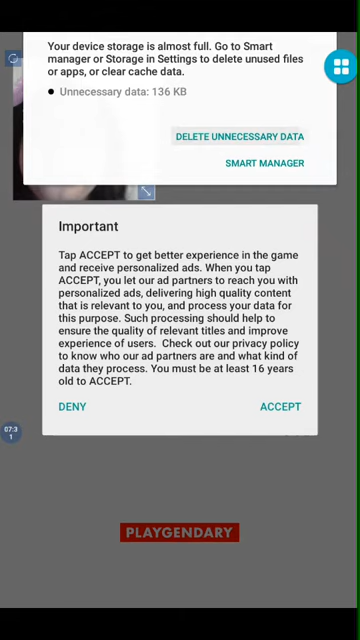 Your device storage is almost full. Go to Smart
manager or Storage in Settings to delete unused files
or apps, or clear cache data.
Unnecessary data: 136 KB
DELETE UNNECESSARY DATA
SMART MANAGER
Important
Tap ACCEPT to get better experience in the game
and receive personalized ads. When you tap
ACCEPT, you let our ad partners to reach you with
personalized ads, delivering high quality content
that is relevant to you, and process your data for
this purpose. Such processing should help to
ensure the quality of relevant titles and improve
experience of users. Check out our privacy policy
to know who our ad partners are and what kind of
data they process. You must be at least 16 years
old to ACCEPT.
DENY ACCEPT
07:3
1
PLAYGENDARY